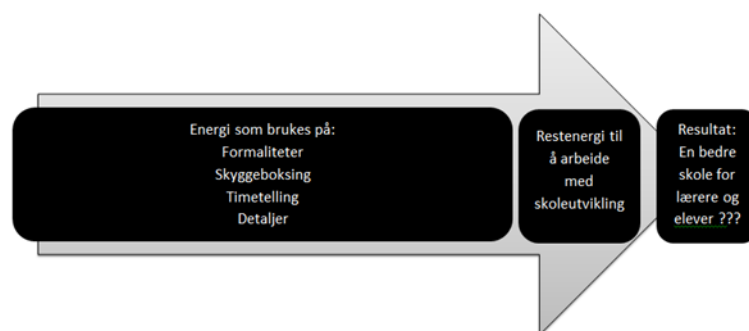 Energi som brukes på:
Formaliteter
Skyggeboksing
Timetelling
Detaljer
Restenergi til
å arbeide
med
skoleutvikling
Resultat:
En bedre
skole for
lærere og
elever ???